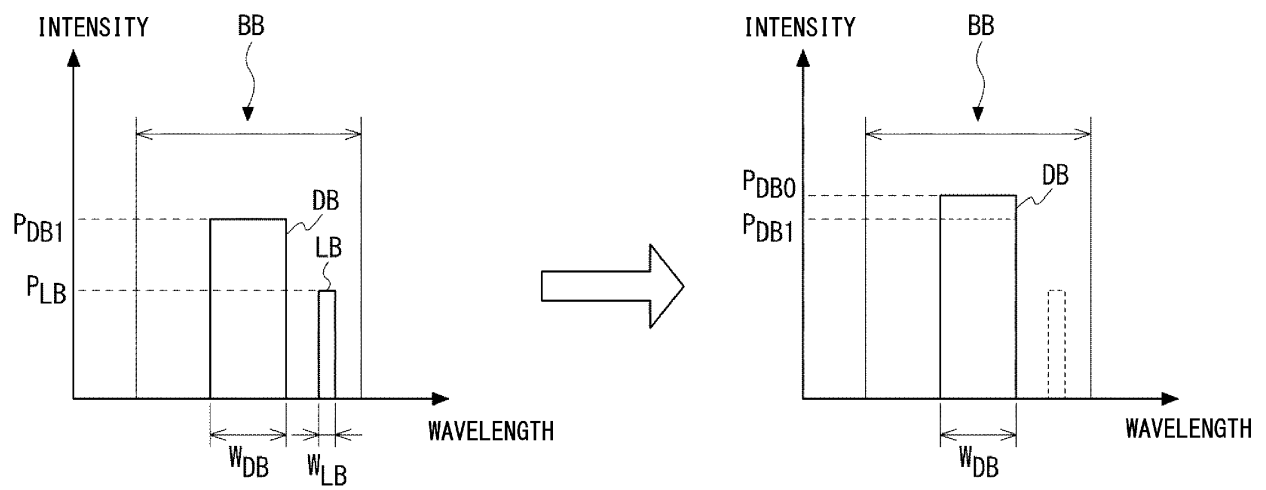 INTENSITY
BB
P_DB1
DB
LB
P_LB
WAVELENGTH
W_DB
W_LB
INTENSITY
BB
P_DB0
DB
P_DB1
WAVELENGTH
W_DB